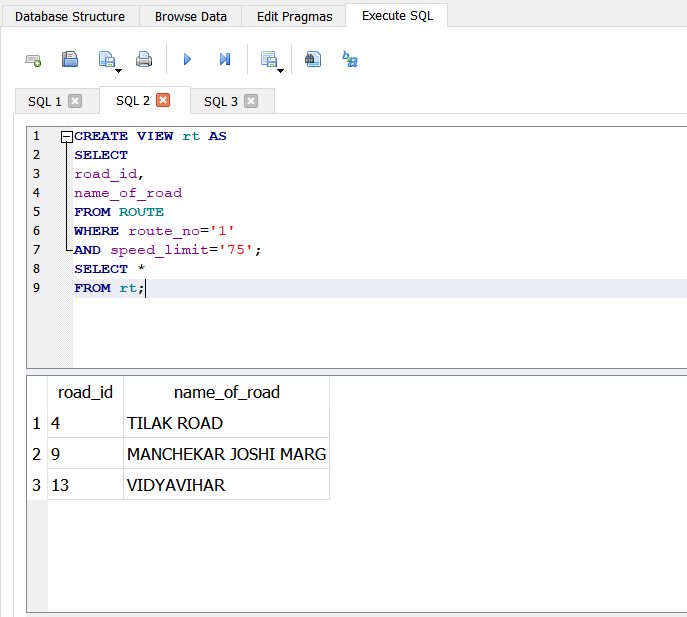 Database Structure Browse Data Edit Pragmas Execute SQL
SQL 1 SQL 2 SQL 3
1 CREATE VIEW rt AS
2 SELECT
3 road_id,
4 name_of_road
5 FROM ROUTE
6 WHERE route_no='1'
7 AND speed_limit='75';
8 SELECT *
9 FROM rt;
road_id name_of_road
1 4 TILAK ROAD
2 9 MANCHEKAR JOSHI MARG
3 13 VIDYAVIHAR